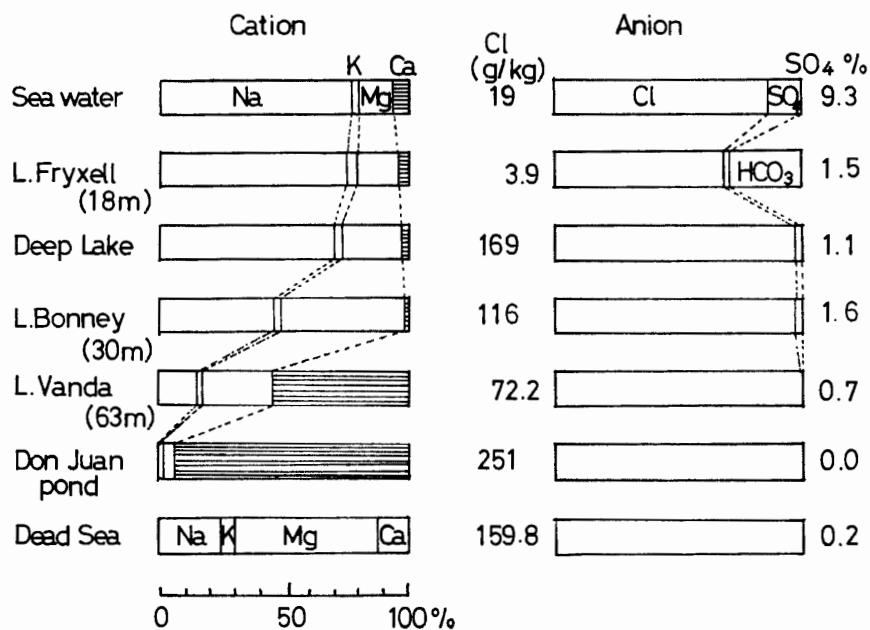 Cation Cl Anion
K Ca (g/kg) SO4 %
Sea water Na Mg 19 Cl SO4 9.3
L.Fryxell 3.9 HCO3 1.5
(18m)
Deep Lake 169 1.1
L.Bonney 116 1.6
(30m)
L.Vanda 72.2 0.7
(63m)
Don Juan 251 0.0
pond
Dead Sea Na K Mg Ca 159.8 0.2
0 50 100%